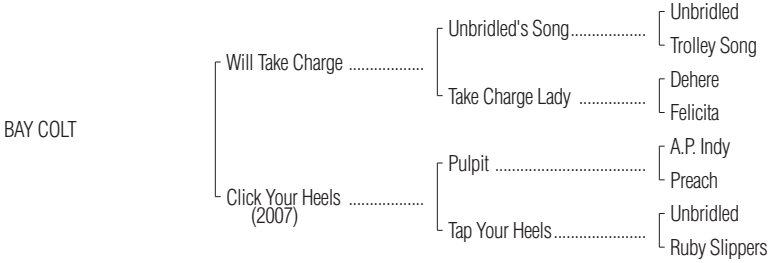 Unbridled
Unbridled's Song..................
Trolley Song
Will Take Charge ..................
Dehere
Take Charge Lady ................
Felicita
BAY COLT
A.P. Indy
Pulpit ....................................
Preach
Click Your Heels ..................
(2007)
Unbridled
Tap Your Heels......................
Ruby Slippers